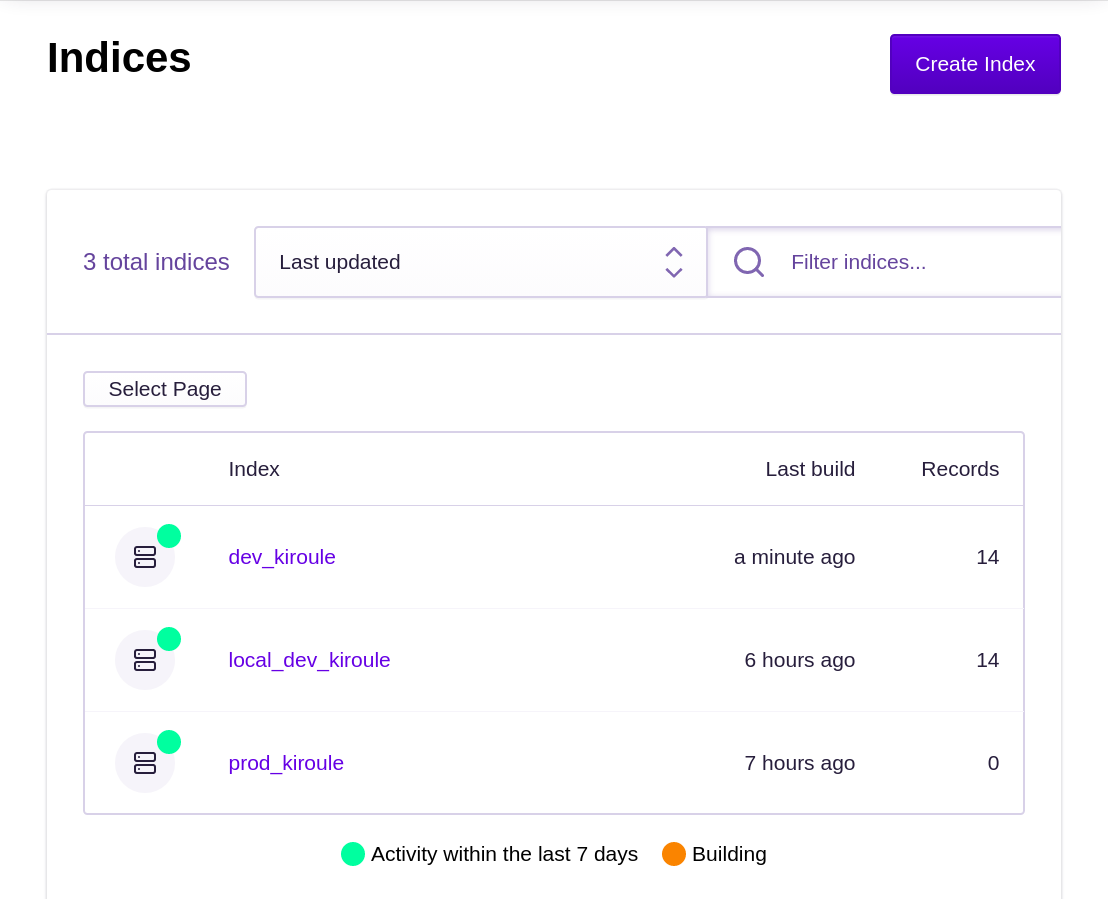 Indices
Create Index
3 total indices
Last updated
Filter indices...
Select Page
Index Last build Records
dev_kiroule a minute ago 14
local_dev_kiroule 6 hours ago 14
prod_kiroule 7 hours ago 0
Activity within the last 7 days Building